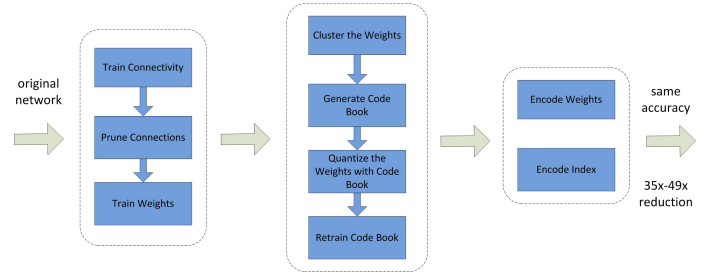 original
network
Train Connectivity
Prune Connections
Train Weights
Cluster the Weights
Generate Code
Book
Quantize the
Weights with Code
Book
Retrain Code Book
Encode Weights
Encode Index
same
accuracy
35x-49x
reduction